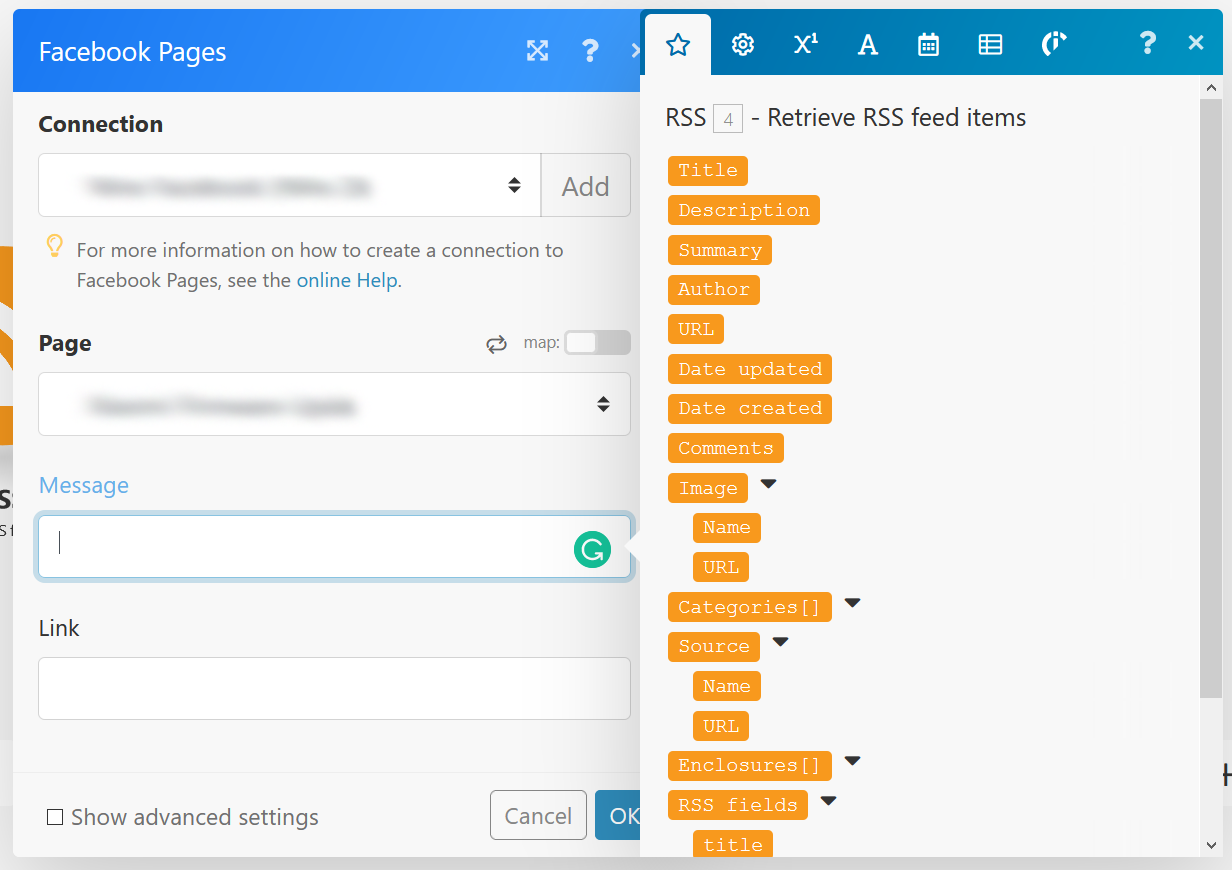 Facebook Pages
Connection
Add
For more information on how to create a connection to
Facebook Pages, see the online Help.
Page
map:
Message
Link
Show advanced settings
Cancel
OK
RSS 4 - Retrieve RSS feed items
Title
Description
Summary
Author
URL
Date updated
Date created
Comments
Image
Name
URL
Categories[]
Source
Name
URL
Enclosures[]
RSS fields
title